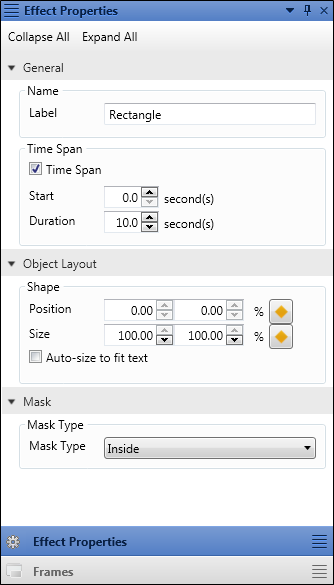 Effect Properties
Collapse All Expand All
General
Name
Label Rectangle
Time Span
Time Span
Start 0.0 second(s)
Duration 10.0 second(s)
Object Layout
Shape
Position 0.00 0.00 %
Size 100.00 100.00 %
Auto-size to fit text
Mask
Mask Type
Mask Type Inside
Effect Properties
Frames